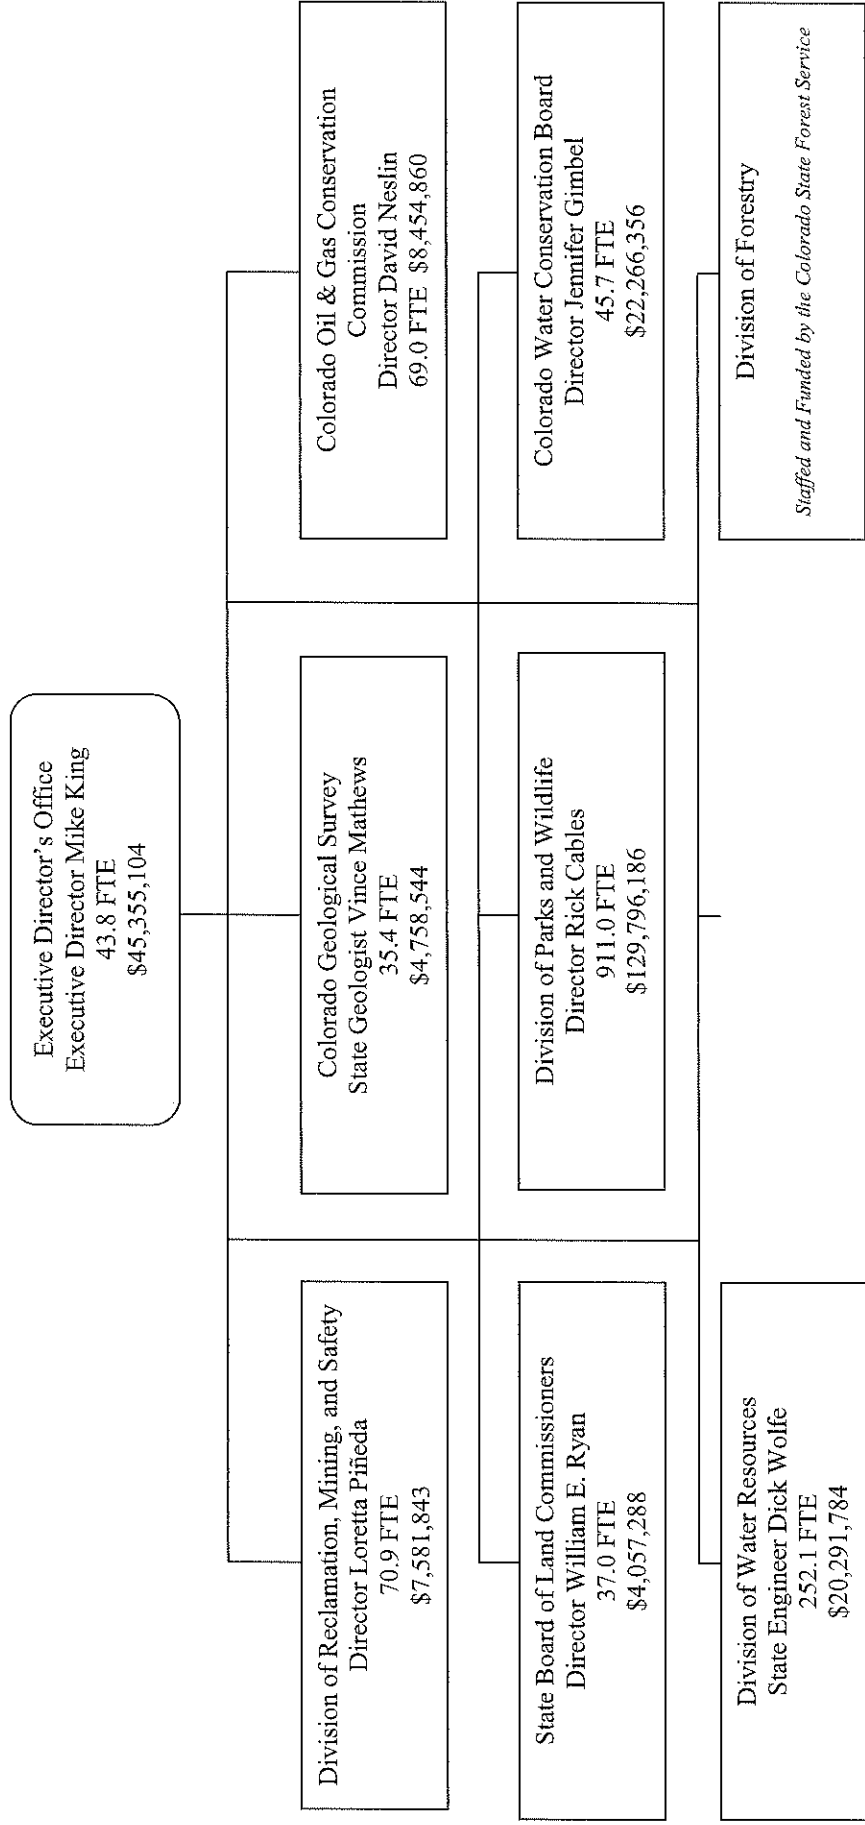 Executive Director's Office
Executive Director Mike King
43.8 FTE
$45,355,104
Division of Reclamation, Mining, and Safety
Director Loretta Piñeda
70.9 FTE
$7,581,843
Colorado Geological Survey
State Geologist Vince Mathews
35.4 FTE
$4,758,544
Colorado Oil & Gas Conservation
Commission
Director David Neslin
69.0 FTE $8,454,860
State Board of Land Commissioners
Director William E. Ryan
37.0 FTE
$4,057,288
Division of Parks and Wildlife
Director Rick Cables
911.0 FTE
$129,796,186
Colorado Water Conservation Board
Director Jennifer Gimbel
45.7 FTE
$22,266,356
Division of Water Resources
State Engineer Dick Wolfe
252.1 FTE
$20,291,784
Division of Forestry
Staffed and Funded by the Colorado State Forest Service